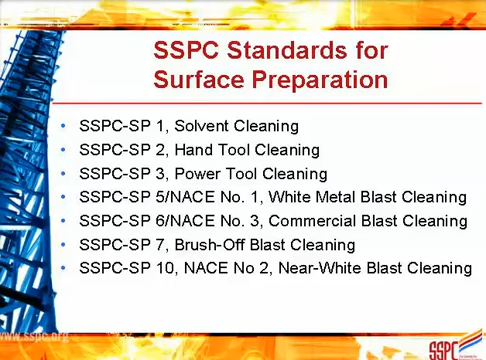 SSPC Standards for
Surface Preparation
• SSPC-SP 1, Solvent Cleaning
• SSPC-SP 2, Hand Tool Cleaning
• SSPC-SP 3, Power Tool Cleaning
• SSPC-SP 5/NACE No. 1, White Metal Blast Cleaning
• SSPC-SP 6/NACE No. 3, Commercial Blast Cleaning
• SSPC-SP 7, Brush-Off Blast Cleaning
• SSPC-SP 10, NACE No 2, Near-White Blast Cleaning
www.sspc.org
SSPC